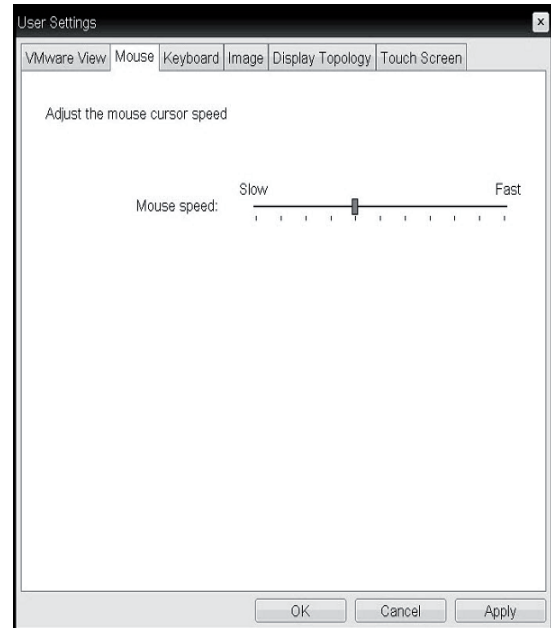 User Settings x
VMware View Mouse Keyboard Image Display Topology Touch Screen
Adjust the mouse cursor speed
Slow Fast
Mouse speed:
OK Cancel Apply